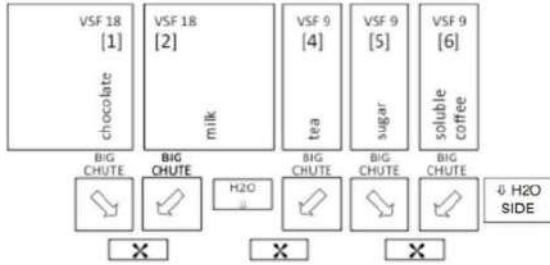 VSF 18 VSF 18 VSF 9 VSF 9 VSF 9
[1] [2] [4] [5] [6]
chocolate
milk
tea
sugar
soluble
coffee
BIG BIG BIG BIG BIG
CHUTE CHUTE CHUTE CHUTE CHUTE
H2O
⇩
⇩ H2O
SIDE